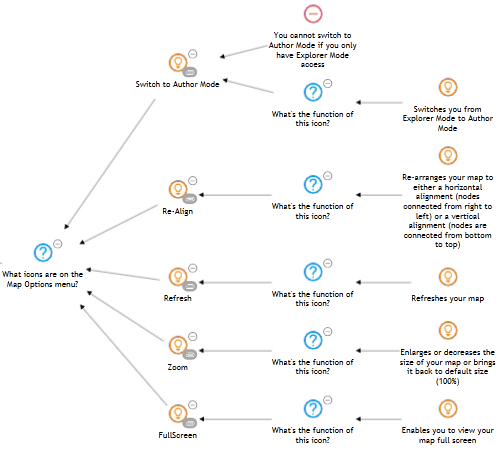 You cannot switch to
Author Mode if you only
have Explorer Mode
access
Switch to Author Mode
What's the function of
this icon?
Switches you from
Explorer Mode to Author
Mode
Re-Align
What's the function of
this icon?
Re-arranges your map to
either a horizontal
alignment (nodes
connected from right to
left) or a vertical
alignment (nodes are
connected from bottom
to top)
What icons are on the
Map Options menu?
Refresh
What's the function of
this icon?
Refreshes your map
Zoom
What's the function of
this icon?
Enlarges or decreases the
size of your map or brings
it back to default size
(100%)
FullScreen
What's the function of
this icon?
Enables you to view your
map full screen